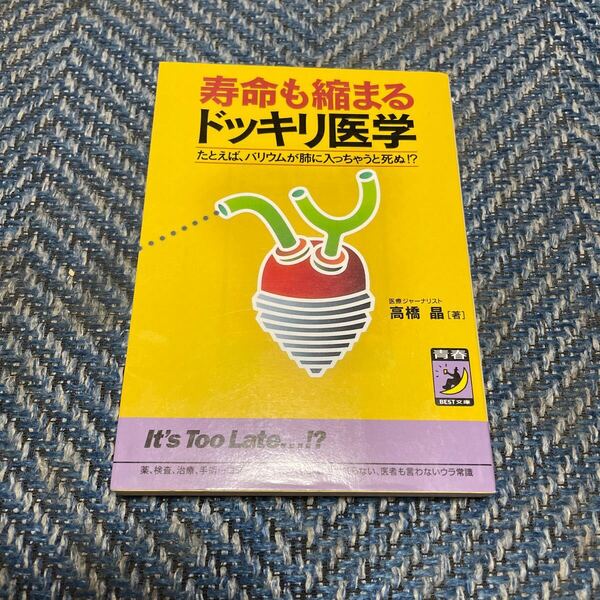 寿命も縮まる
ドッキリ医学
たとえば、バリウムが肺に入っちゃうと死ぬ!?
医療ジャーナリスト
高橋 晶[著]
青春
BEST文庫
It's Too Late...!?
薬、検査、治療、手術…
らない、医者も言わないウラ常識